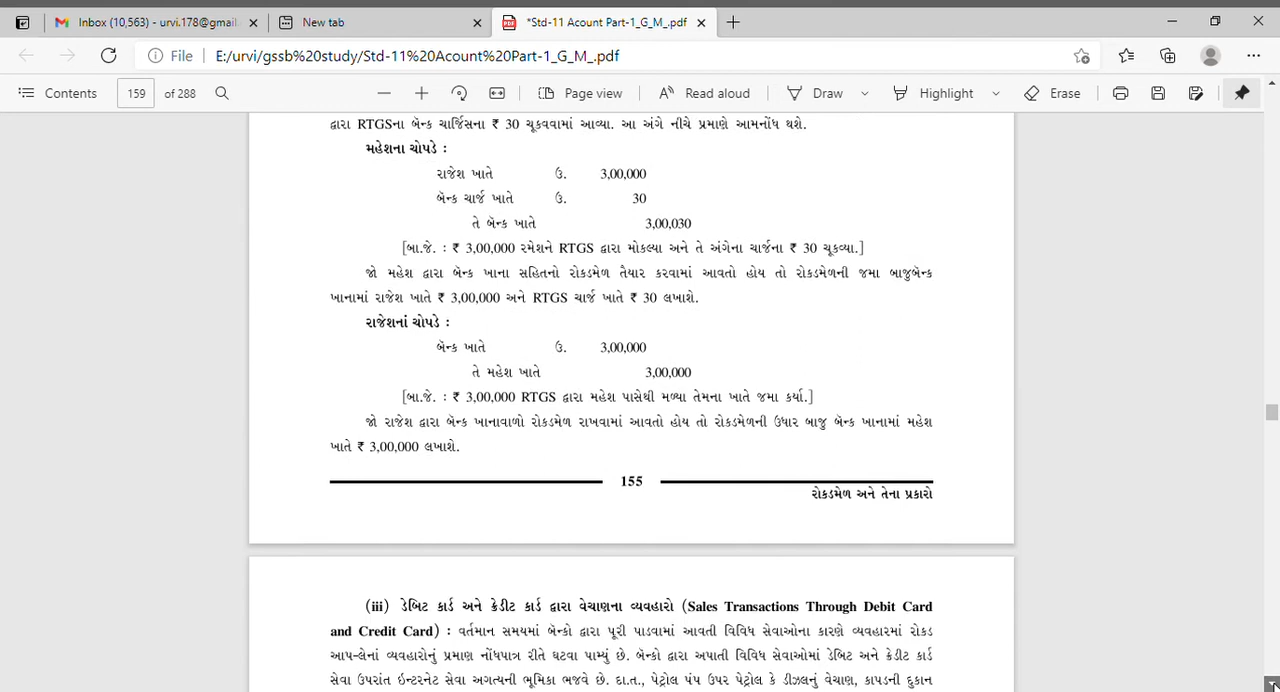 Inbox (10,563) - urvi.178@gmail. New tab *Std-11 Acount Part-1_G_M_.pdf
File E:/urvi/gssb%20study/Std-11%20Acount%20Part-1_G_M_.pdf
Contents 159 of 288 Page view Read aloud Draw Highlight Erase
દ્વારા RTGSના બૅન્ક ચાર્જિસના ₹ 30 ચૂકવવામાં આવ્યા. આ અંગે નીચે પ્રમાણે આમનોંધ થશે.
મહેશના ચોપડે :
રાજેશ ખાતે ઉ. 3,00,000
બૅન્ક ચાર્જ ખાતે ઉ. 30
તે બૅન્ક ખાતે 3,00,030
[બા.જે. : ₹ 3,00,000 રમેશને RTGS દ્વારા મોકલ્યા અને તે અંગેના ચાર્જના ₹ 30 ચૂકવ્યા.]
જો મહેશ દ્વારા બૅન્ક ખાના સહિતનો રોકડમેળ તૈયાર કરવામાં આવતો હોય તો રોકડમેળની જમા બાજુબૅન્ક
ખાનામાં રાજેશ ખાતે ₹ 3,00,000 અને RTGS ચાર્જ ખાતે ₹ 30 લખાશે.
રાજેશનાં ચોપડે :
બૅન્ક ખાતે ઉ. 3,00,000
તે મહેશ ખાતે 3,00,000
[બા.જે. : ₹ 3,00,000 RTGS દ્વારા મહેશ પાસેથી મળ્યા તેમના ખાતે જમા કર્યા.]
જો રાજેશ દ્વારા બૅન્ક ખાનાવાળો રોકડમેળ રાખવામાં આવતો હોય તો રોકડમેળની ઉધાર બાજુ બૅન્ક ખાનામાં મહેશ
ખાતે ₹ 3,00,000 લખાશે.
155
રોકડમેળ અને તેના પ્રકારો
(iii) ડેબિટ કાર્ડ અને ક્રેડીટ કાર્ડ દ્વારા વેચાણના વ્યવહારો (Sales Transactions Through Debit Card
and Credit Card) : વર્તમાન સમયમાં બૅન્કો દ્વારા પૂરી પાડવામાં આવતી વિવિધ સેવાઓના કારણે વ્યવહારમાં રોકડ
આપ-લેનાં વ્યવહારોનું પ્રમાણ નોંધપાત્ર રીતે ઘટવા પામ્યું છે. બૅન્કો દ્વારા અપાતી વિવિધ સેવાઓમાં ડેબિટ અને ક્રેડીટ કાર્ડ
સેવા ઉપરાંત ઇન્ટરનેટ સેવા અગત્યની ભૂમિકા ભજવે છે. દા.ત., પેટ્રોલ પંપ ઉપર પેટ્રોલ કે ડીઝલનું વેચાણ, કાપડની દુકાન